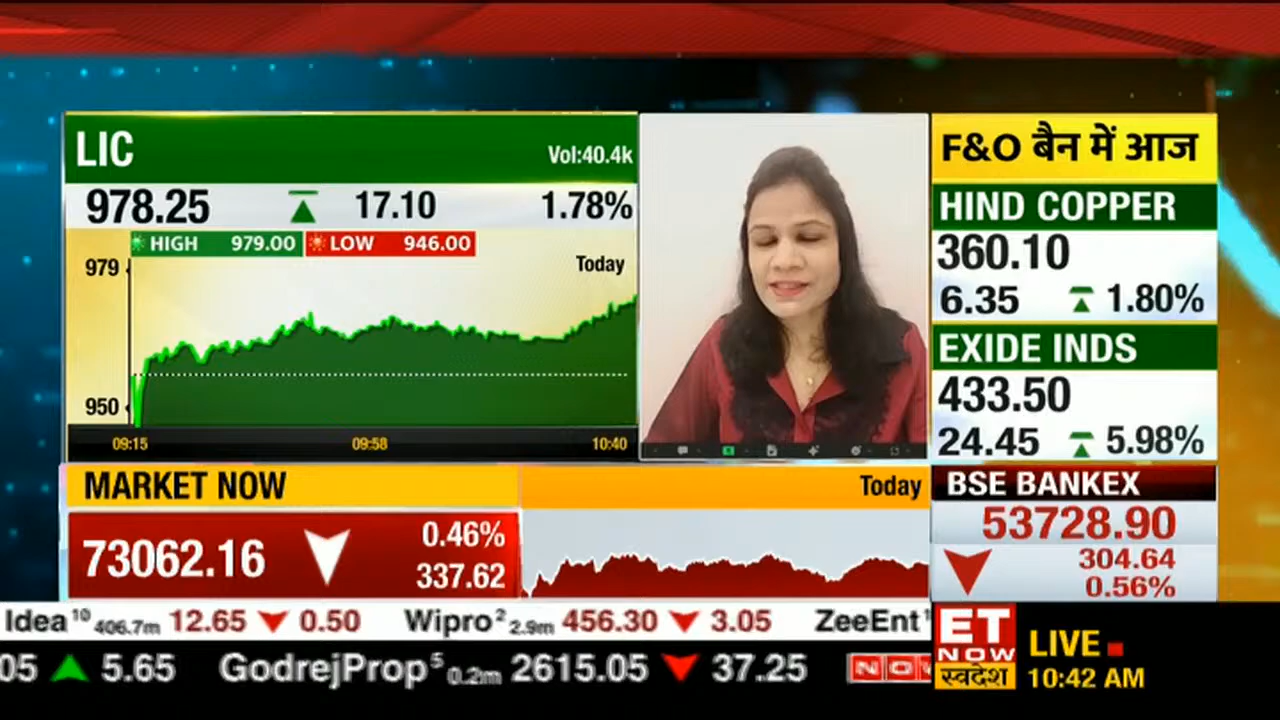 LIC
Vol:40.4k
978.25 17.10 1.78%
HIGH 979.00 LOW 946.00
Today
979
950
09:15 09:58 10:40
F&O बैन में आज
HIND COPPER
360.10
6.35 1.80%
EXIDE INDS
433.50
24.45 5.98%
MARKET NOW
Today
73062.16
0.46%
337.62
BSE BANKEX
53728.90
304.64
0.56%
Idea 10 406.7m 12.65 0.50 Wipro 2 2.9m 456.30 3.05 ZeeEnt
05 5.65 GodrejProp 5 0.2m 2615.05 37.25
ET
NOW
स्वदेश
LIVE
10:42 AM